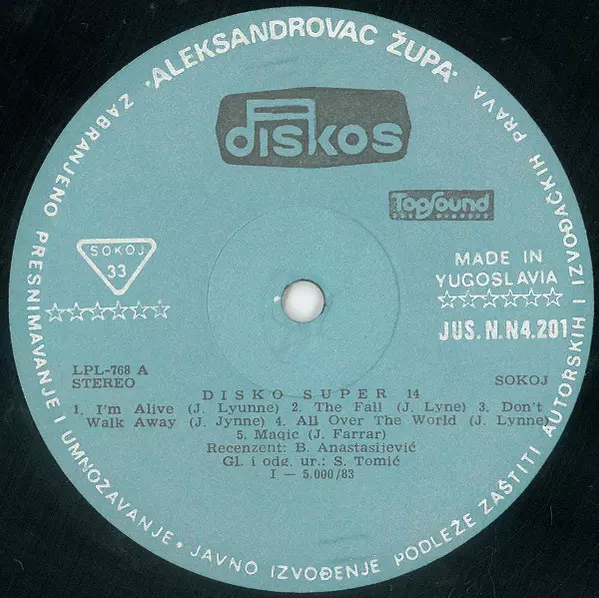 "ALEKSANDROVAC ŽUPA"
ZABRANJENO PRESNIMAVANJE I UMNOŽAVANJE • JAVNO IZVOĐENJE PODLEŽE ZAŠTITI AUTORSKIH I IZVOĐAČKIH PRAVA
diskos
TopSound
SOKOJ
33
MADE IN
YUGOSLAVIA
JUS. N.N4.201
LPL-768 A
STEREO
SOKOJ
DISKO SUPER 14
1. I'm Alive (J. Lyunne) 2. The Fall (J. Lyne) 3. Don't
Walk Away (J. Jynne) 4. All Over The World (J. Lynne)
5. Magic (J. Farrar)
Recenzent: B. Anastasijević
Gl. i odg. ur.: S. Tomić
I — 5.000/83